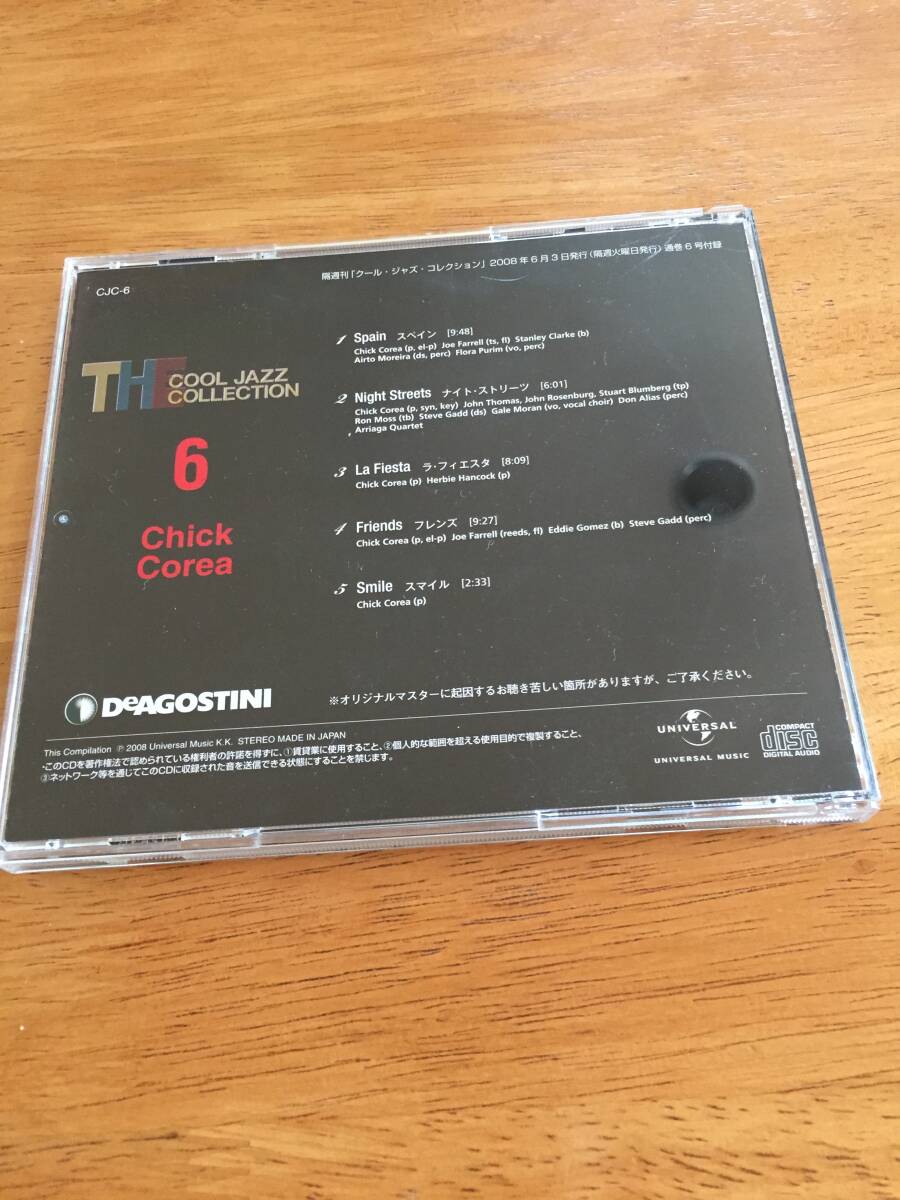 隔週刊「クール・ジャズ・コレクション」2008年6月3日発行(隔週火曜日発行)通巻6号付録
CJC-6
THE COOL JAZZ
COLLECTION
6
Chick
Corea
1 Spain スペイン [9:48]
Chick Corea (p, el-p) Joe Farrell (ts, fl) Stanley Clarke (b)
Airto Moreira (ds, perc) Flora Purim (vo, perc)
2 Night Streets ナイト・ストリーツ [6:01]
Chick Corea (p, syn, key) John Thomas, John Rosenburg, Stuart Blumberg (tp)
Ron Moss (tb) Steve Gadd (ds) Gale Moran (vo, vocal choir) Don Alias (perc)
Arriaga Quartet
3 La Fiesta ラ・フィエスタ [8:09]
Chick Corea (p) Herbie Hancock (p)
4 Friends フレンズ [9:27]
Chick Corea (p, el-p) Joe Farrell (reeds, fl) Eddie Gomez (b) Steve Gadd (perc)
5 Smile スマイル [2:33]
Chick Corea (p)
DeAGOSTINI
※オリジナルマスターに起因するお聴き苦しい箇所がありますが、ご了承ください。
This Compilation ℗ 2008 Universal Music K.K. STEREO MADE IN JAPAN
・このCDを著作権法で認められている権利者の許諾を得ずに、①賃貸業に使用すること、②個人的な範囲を超える使用目的で複製すること、
③ネットワーク等を通じてこのCDに収録された音を送信できる状態にすることを禁じます。
UNIVERSAL
UNIVERSAL MUSIC
COMPACT
disc
DIGITAL AUDIO